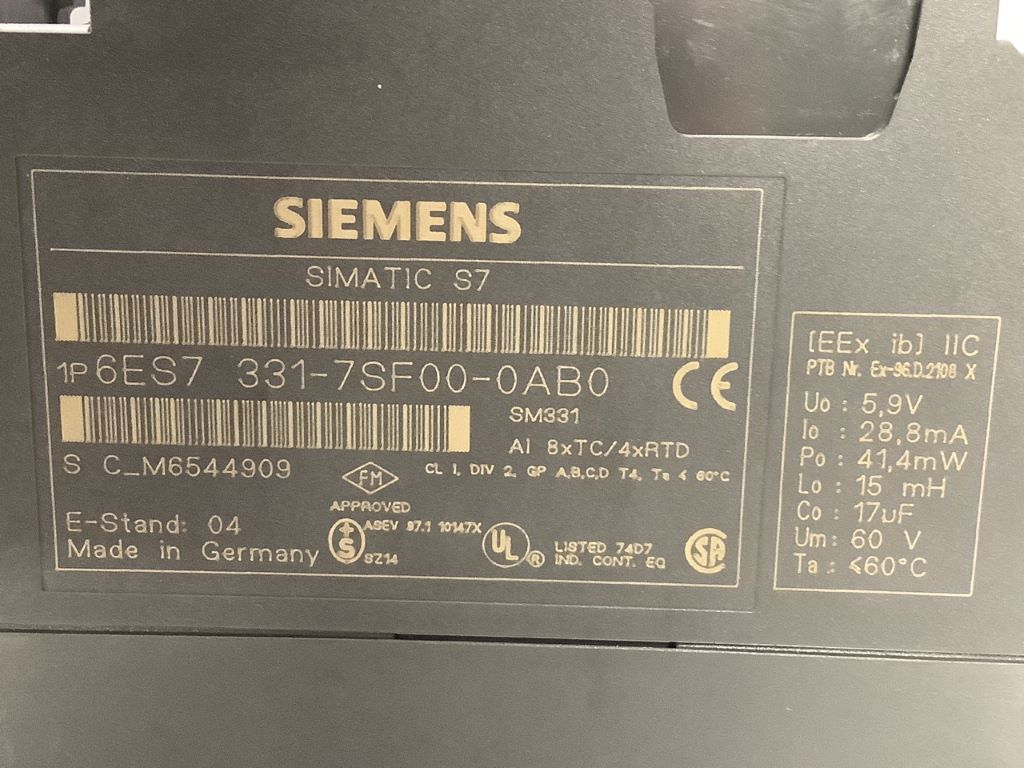 SIEMENS
SIMATIC S7
1P 6ES7 331-7SF00-0AB0
CE
SM331
AI 8xTC/4xRTD
S C_M6544909
FM
CL 1, DIV 2, GP A,B,C,D T4, Ta < 60°C
APPROVED
E-Stand: 04
ASEV 97.1 10147X
S
SZ14
UL
®
LISTED 74D7
IND. CONT. EQ
SA
Made in Germany
[EEx ib] IIC
PTB Nr. Ex-96.D.2108 X
Uo : 5,9V
Io : 28,8mA
Po : 41,4mW
Lo : 15 mH
Co : 17uF
Um : 60 V
Ta : ≤60°C